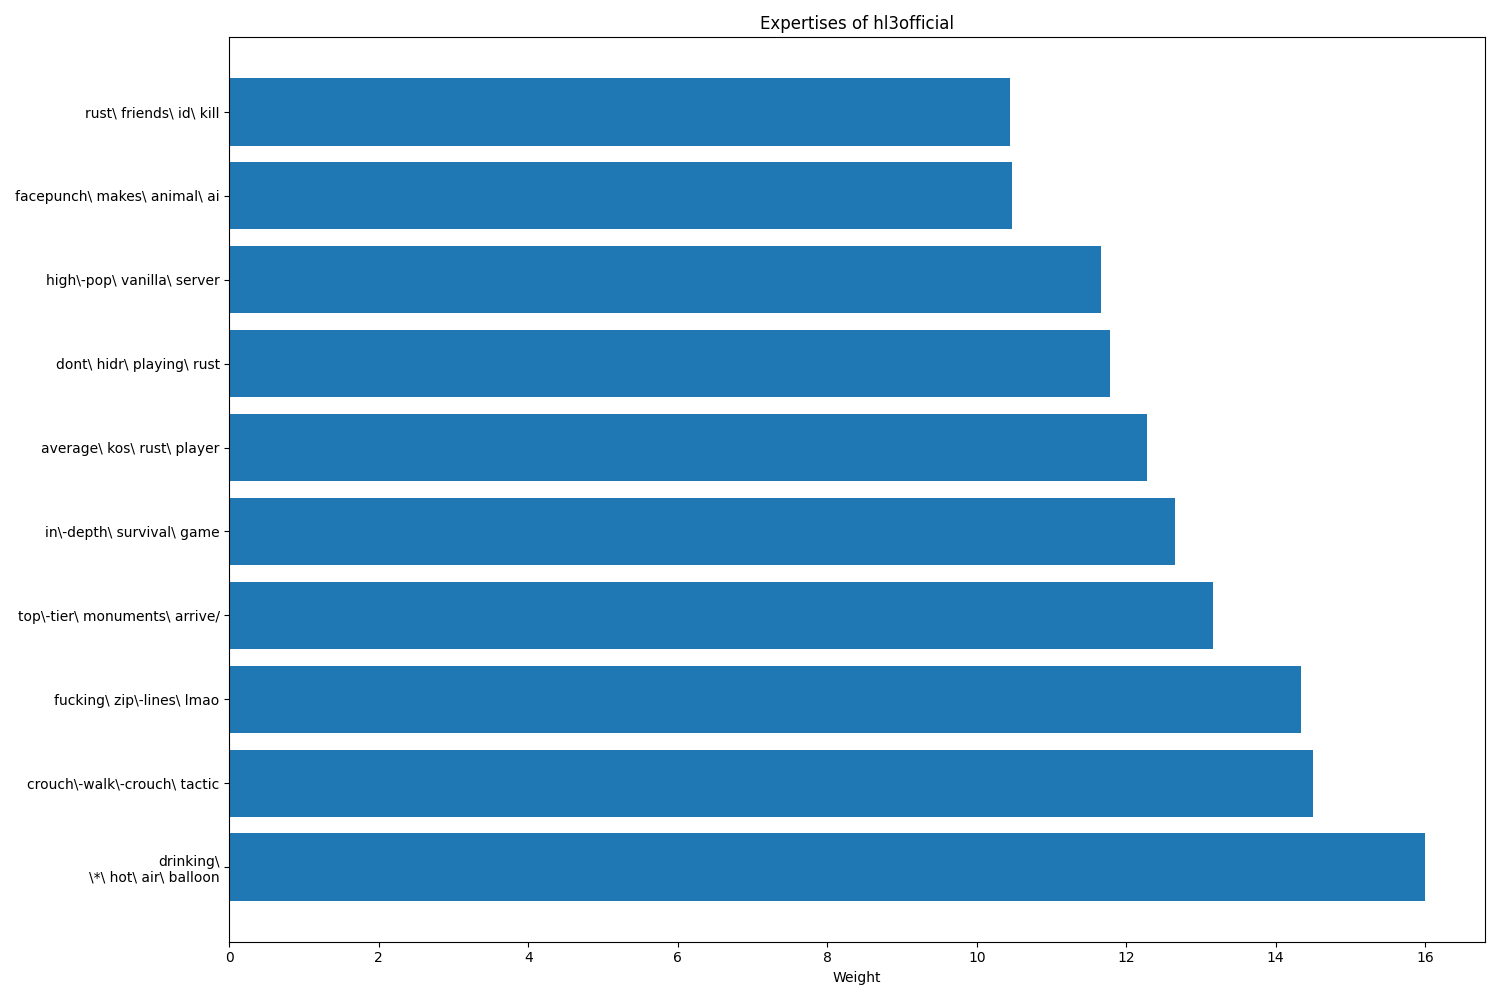 Expertises of hl3official
rust\ friends\ id\ kill
facepunch\ makes\ animal\ ai
high\-pop\ vanilla\ server
dont\ hidr\ playing\ rust
average\ kos\ rust\ player
in\-depth\ survival\ game
top\-tier\ monuments\ arrive/
fucking\ zip\-lines\ lmao
crouch\-walk\-crouch\ tactic
drinking\
\*\ hot\ air\ balloon
0 2 4 6 8 10 12 14 16
Weight